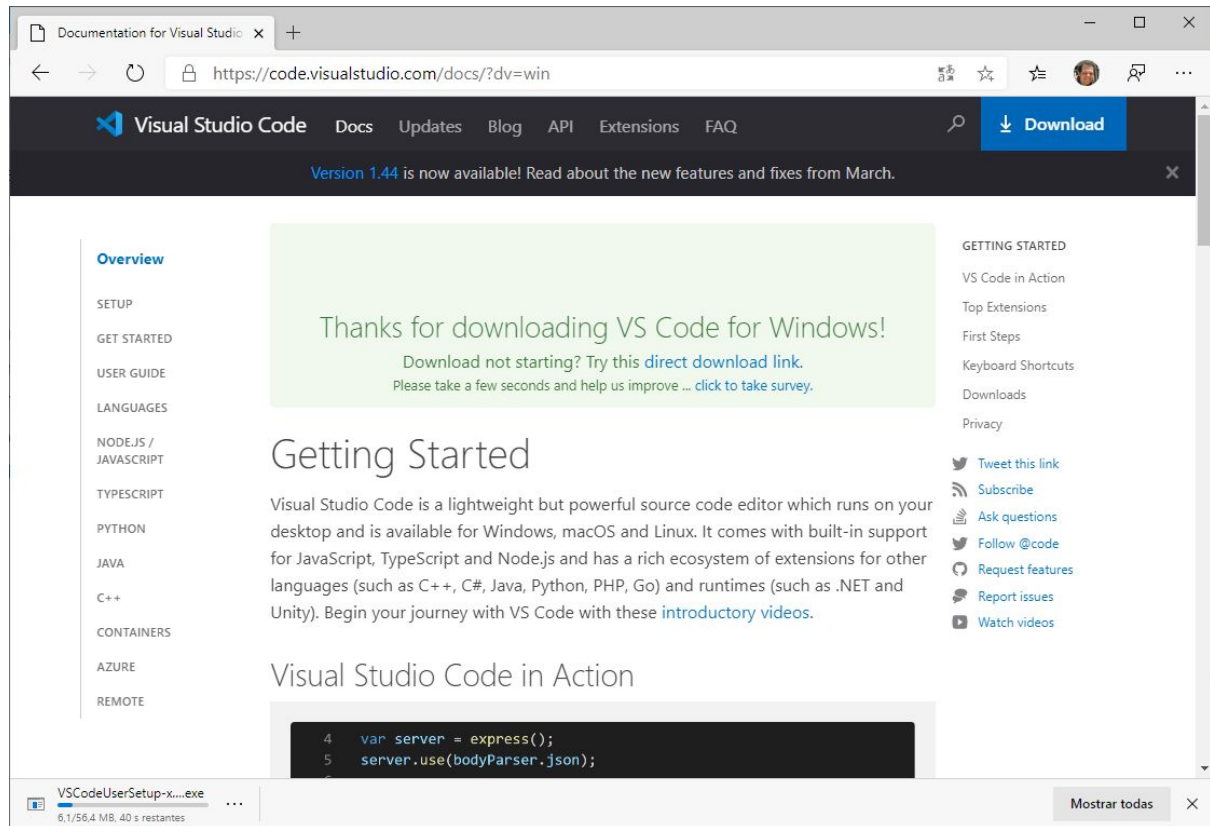 Documentation for Visual Studio
https://code.visualstudio.com/docs/?dv=win
Visual Studio Code Docs Updates Blog API Extensions FAQ Download
Version 1.44 is now available! Read about the new features and fixes from March.
Overview
SETUP
GET STARTED
USER GUIDE
LANGUAGES
NODE.JS /
JAVASCRIPT
TYPESCRIPT
PYTHON
JAVA
C++
CONTAINERS
AZURE
REMOTE
Thanks for downloading VS Code for Windows!
Download not starting? Try this direct download link.
Please take a few seconds and help us improve ... click to take survey.
Getting Started
Visual Studio Code is a lightweight but powerful source code editor which runs on your
desktop and is available for Windows, macOS and Linux. It comes with built-in support
for JavaScript, TypeScript and Node.js and has a rich ecosystem of extensions for other
languages (such as C++, C#, Java, Python, PHP, Go) and runtimes (such as .NET and
Unity). Begin your journey with VS Code with these introductory videos.
Visual Studio Code in Action
4 var server = express();
5 server.use(bodyParser.json);
GETTING STARTED
VS Code in Action
Top Extensions
First Steps
Keyboard Shortcuts
Downloads
Privacy
Tweet this link
Subscribe
Ask questions
Follow @code
Request features
Report issues
Watch videos
VSCodeUserSetup-x....exe
6,1/56,4 MB, 40 s restantes
Mostrar todas